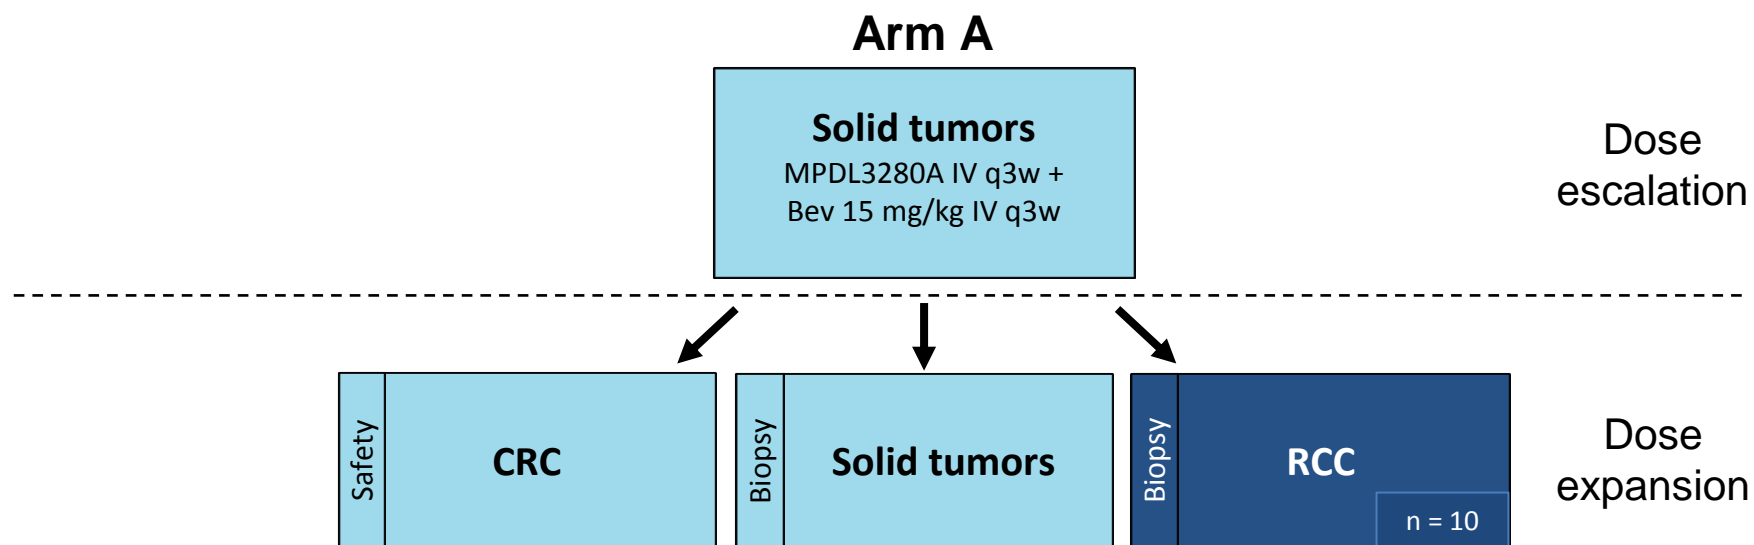 Arm A
Solid tumors
MPDL3280A IV q3w +
Bev 15 mg/kg IV q3w
Dose
escalation
Safety
CRC
Biopsy
Solid tumors
Biopsy
RCC
n = 10
Dose
expansion